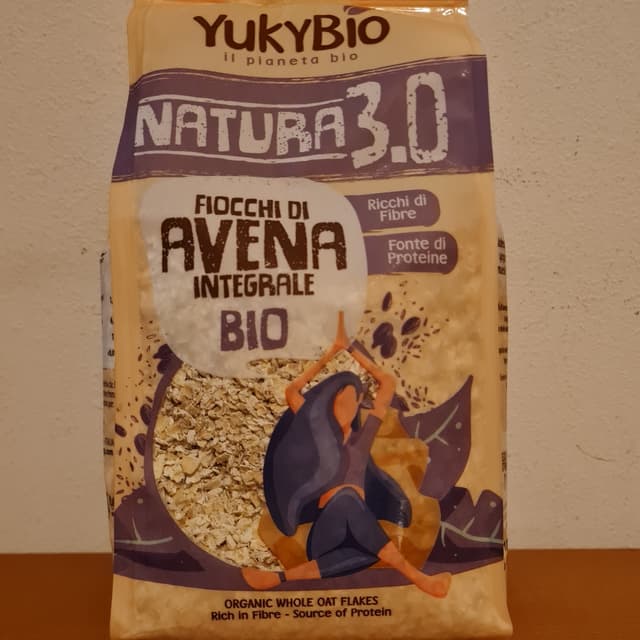 YUKYBIO
il pianeta bio
NATURA 3.0
FIOCCHI DI
AVENA
INTEGRALE
BIO
Ricchi di
Fibre
Fonte di
Proteine
ORGANIC WHOLE OAT FLAKES
Rich in Fibre - Source of Protein